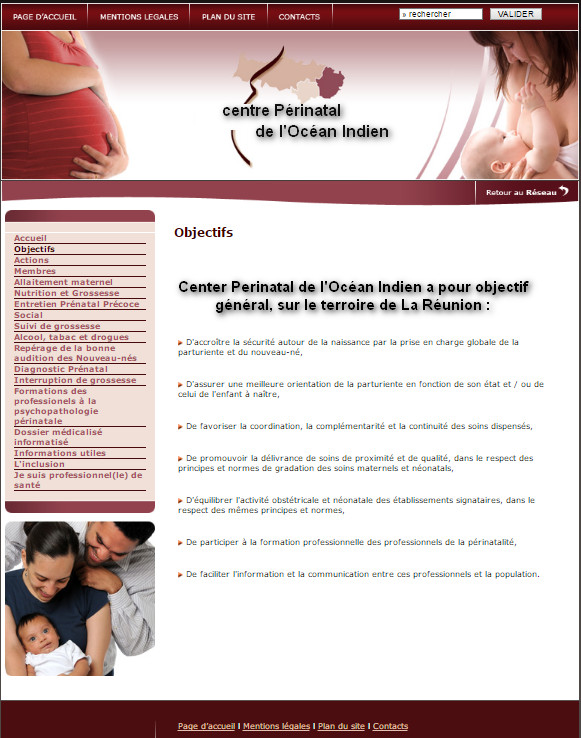 PAGE D'ACCUEIL
MENTIONS LEGALES
PLAN DU SITE
CONTACTS
» rechercher
VALIDER
centre Périnatal
de l'Océan Indien
Retour au Réseau
Accueil
Objectifs
Actions
Membres
Allaitement maternel
Nutrition et Grossesse
Entretien Prénatal Précoce
Social
Suivi de grossesse
Alcool, tabac et drogues
Repérage de la bonne
audition des Nouveau-nés
Diagnostic Prénatal
Interruption de grossesse
Formations des
professionels à la
psychopathologie
périnatale
Dossier médicalisé
informatisé
Informations utiles
L'inclusion
Je suis professionnel(le) de
santé
Objectifs
Center Perinatal de l'Océan Indien a pour objectif
général, sur le terroire de La Réunion :
D'accroître la sécurité autour de la naissance par la prise en charge globale de la
parturiente et du nouveau-né,
D'assurer une meilleure orientation de la parturiente en fonction de son état et / ou de
celui de l'enfant à naître,
De favoriser la coordination, la complémentarité et la continuité des soins dispensés,
De promouvoir la délivrance de soins de proximité et de qualité, dans le respect des
principes et normes de gradation des soins maternels et néonatals,
D'équilibrer l'activité obstétricale et néonatale des établissements signataires, dans le
respect des mêmes principes et normes,
De participer à la formation professionnelle des professionnels de la périnatalité,
De faciliter l'information et la communication entre ces professionnels et la population.
Page d'accueil I Mentions légales I Plan du site I Contacts